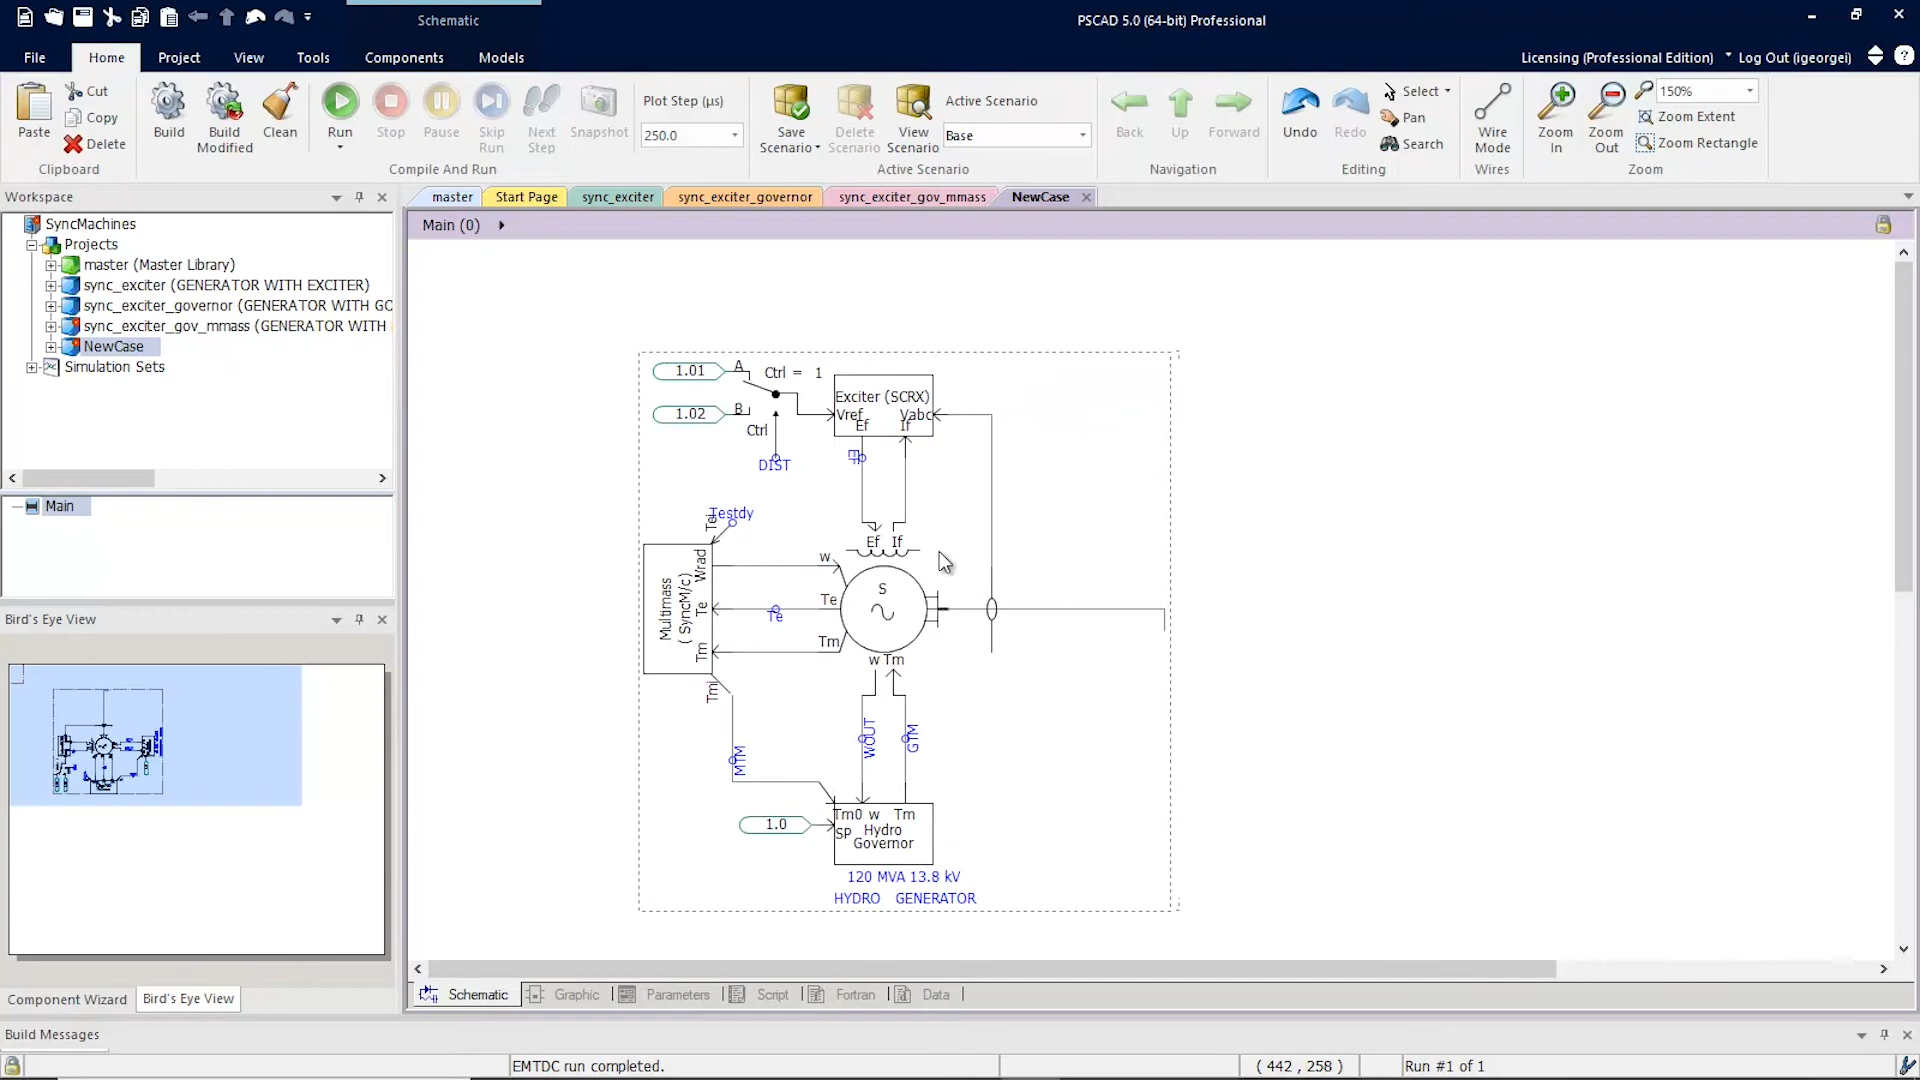 Schematic
PSCAD 5.0 (64-bit) Professional
File Home Project View Tools Components Models
Licensing (Professional Edition) Log Out (igeorgei)
Paste Cut Copy Delete
Clipboard
Build Build Modified Clean Run Stop Pause Skip Run Next Step Snapshot
Plot Step (µs)
250.0
Compile And Run
Save Scenario Delete Scenario View Scenario
Active Scenario
Base
Active Scenario
Back Up Forward
Navigation
Undo Redo Select Pan Search
Editing
Wire Mode
Wires
Zoom In Zoom Out 150%
Zoom Extent
Zoom Rectangle
Zoom
Workspace
SyncMachines
Projects
master (Master Library)
sync_exciter (GENERATOR WITH EXCITER)
sync_exciter_governor (GENERATOR WITH GO
sync_exciter_gov_mmass (GENERATOR WITH
NewCase
Simulation Sets
Main
Bird's Eye View
Component Wizard Bird's Eye View
master Start Page sync_exciter sync_exciter_governor sync_exciter_gov_mmass NewCase
Main (0)
1.01 A Ctrl = 1
1.02 B
Ctrl
DIST
Exciter (SCRX)
Vref Vabc
Ef If
EF
Testdy
Te
Multimass
( SyncM/c)
Wrad
Te
Tm
Tmi
w
Te
Te
Tm
Ef If
S
w Tm
WOUT
GTM
MTM
1.0
Tm0 w Tm
SP Hydro
Governor
120 MVA 13.8 kV
HYDRO GENERATOR
Schematic Graphic Parameters Script Fortran Data
Build Messages
EMTDC run completed.
( 442 , 258 )
Run #1 of 1